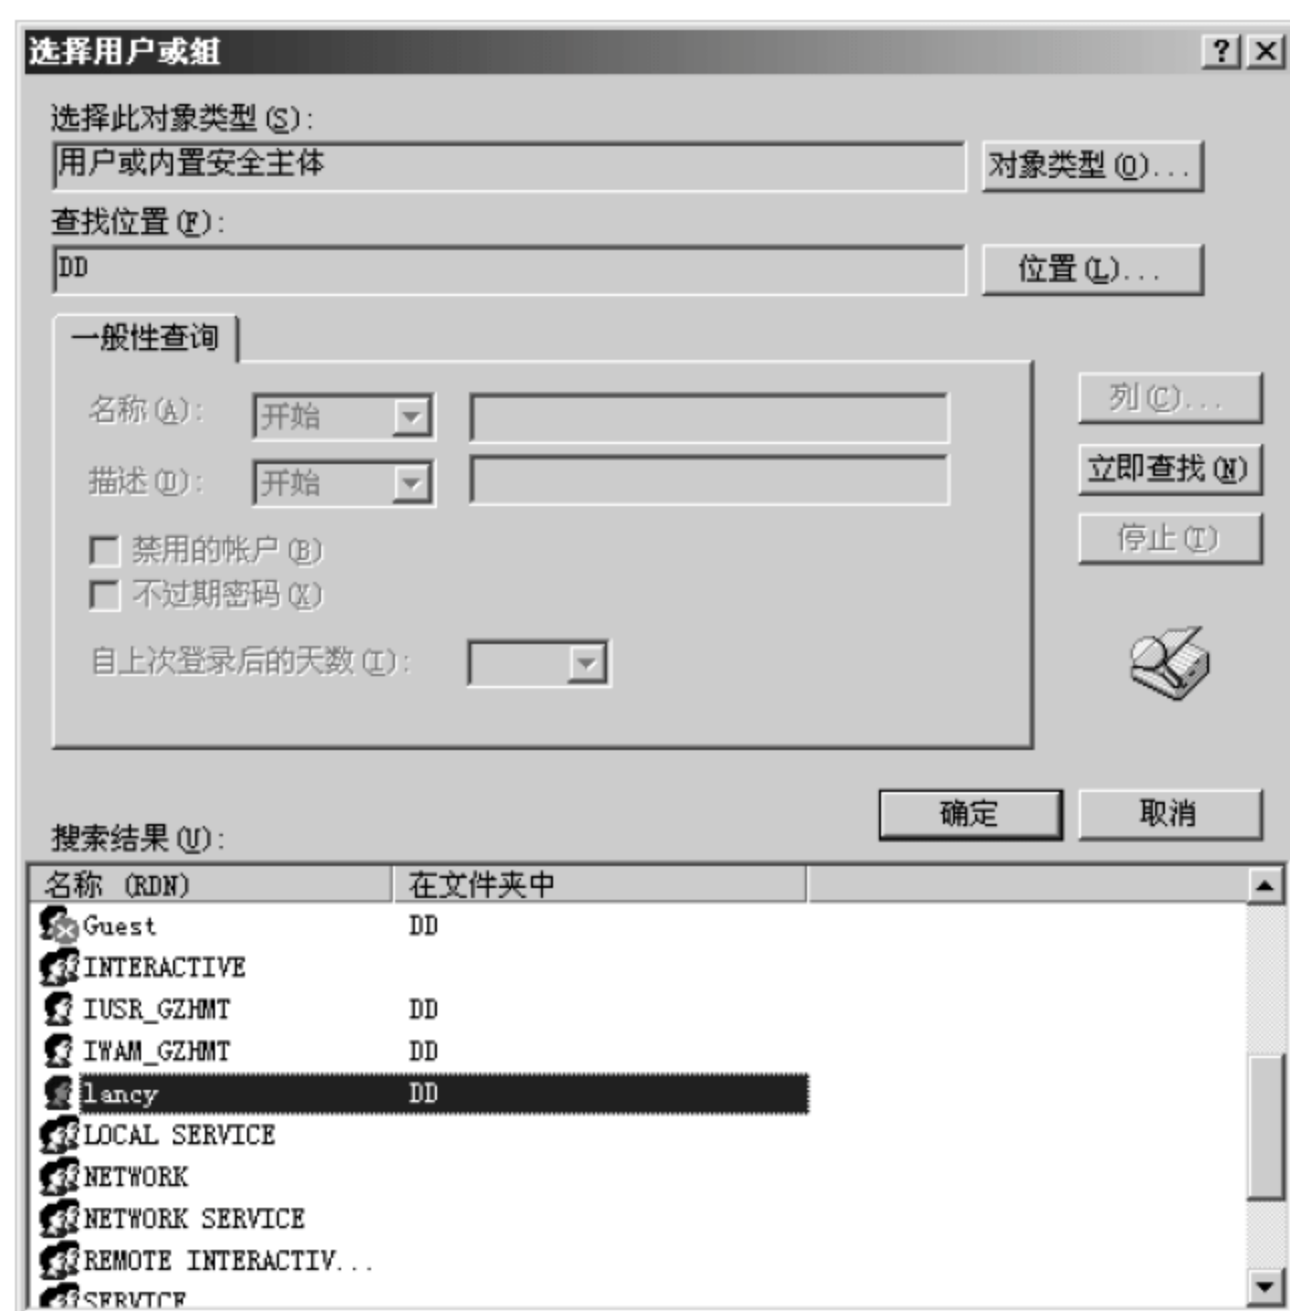 选择用户或组
选择此对象类型(S):
用户或内置安全主体 对象类型(O)...
查找位置(F):
DD 位置(L)...
一般性查询
名称(A): 开始 列(C)...
描述(D): 开始 立即查找(N)
禁用的帐户(B) 停止(T)
不过期密码(X)
自上次登录后的天数(I):
确定 取消
搜索结果(U):
名称 (RDN) 在文件夹中
Guest DD
INTERACTIVE
IUSR_GZHMT DD
IWAM_GZHMT DD
lancy DD
LOCAL SERVICE
NETWORK
NETWORK SERVICE
REMOTE INTERACTIV...
SERVICE